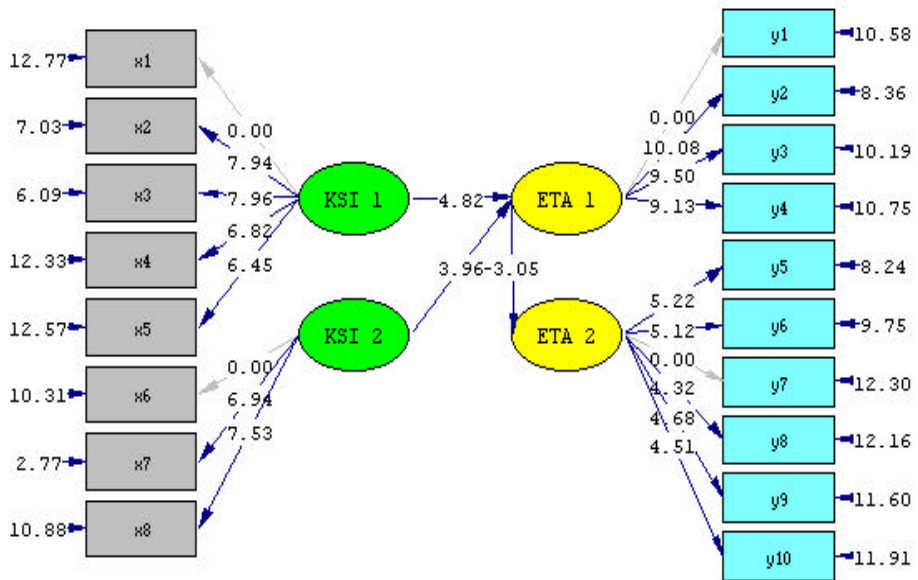 12.77 x1
7.03 x2
6.09 x3
12.33 x4
12.57 x5
10.31 x6
2.77 x7
10.88 x8
0.00
7.94
7.96
6.82
6.45
0.00
6.94
7.53
KSI 1
KSI 2
4.82
3.96-3.05
ETA 1
ETA 2
0.00
10.08
9.50
9.13
5.22
5.12
0.00
4.32
4.68
4.51
y1 10.58
y2 8.36
y3 10.19
y4 10.75
y5 8.24
y6 9.75
y7 12.30
y8 12.16
y9 11.60
y10 11.91